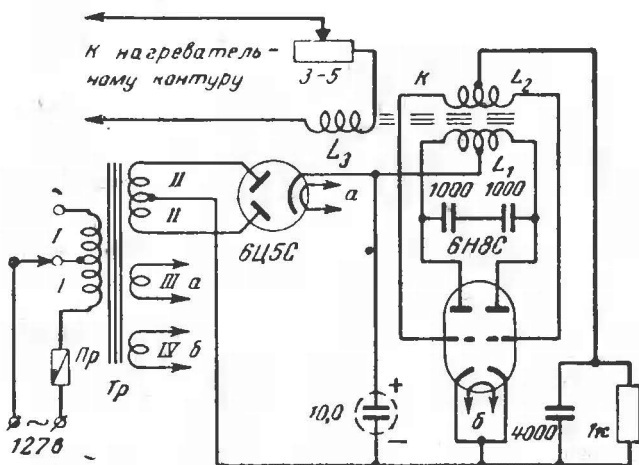 К нагреватель-
ному контуру
3-5
К
L₂
L₃
L₁
II
II
а
1000
1000
6Ц5С
6Н8С
I
I
III а
IV б
Пр
Тр
10,0
+
−
б
4000
1к
~
127в